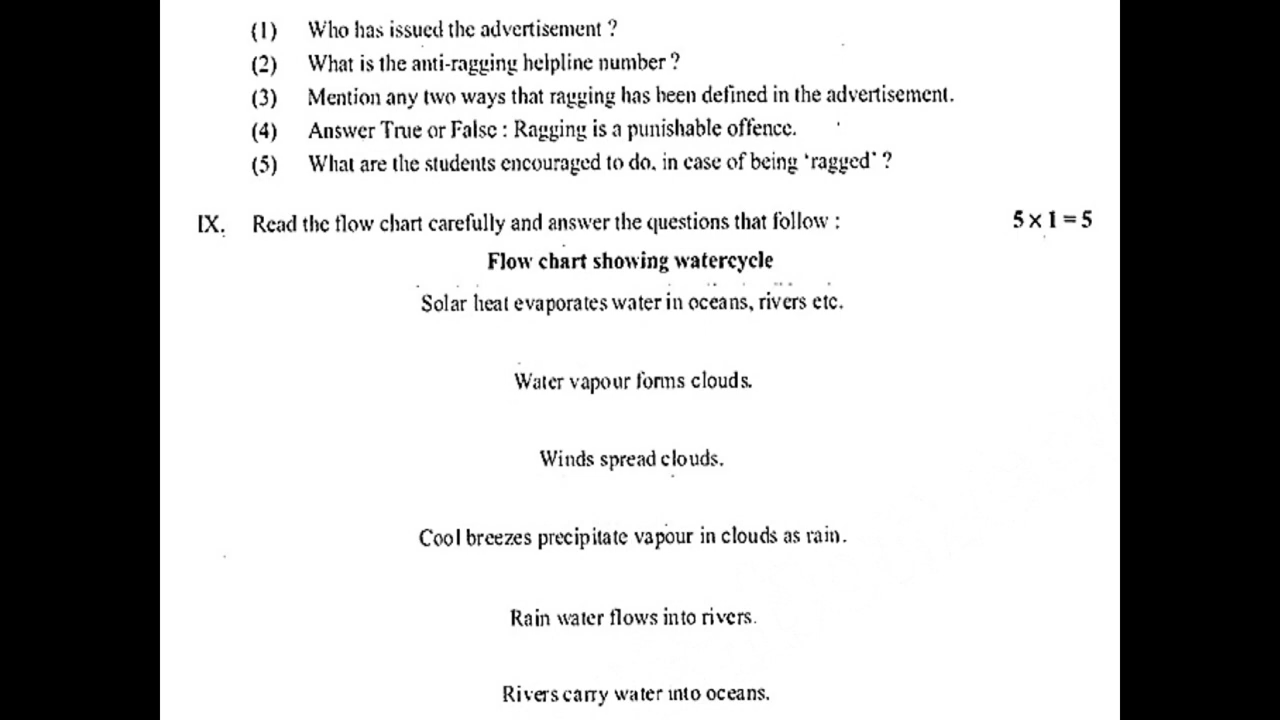 (1) Who has issued the advertisement ?
(2) What is the anti-ragging helpline number ?
(3) Mention any two ways that ragging has been defined in the advertisement.
(4) Answer True or False : Ragging is a punishable offence.
(5) What are the students encouraged to do, in case of being ‘ragged’ ?
IX. Read the flow chart carefully and answer the questions that follow : 5 × 1 = 5
Flow chart showing watercycle
Solar heat evaporates water in oceans, rivers etc.
Water vapour forms clouds.
Winds spread clouds.
Cool breezes precipitate vapour in clouds as rain.
Rain water flows into rivers.
Rivers carry water into oceans.